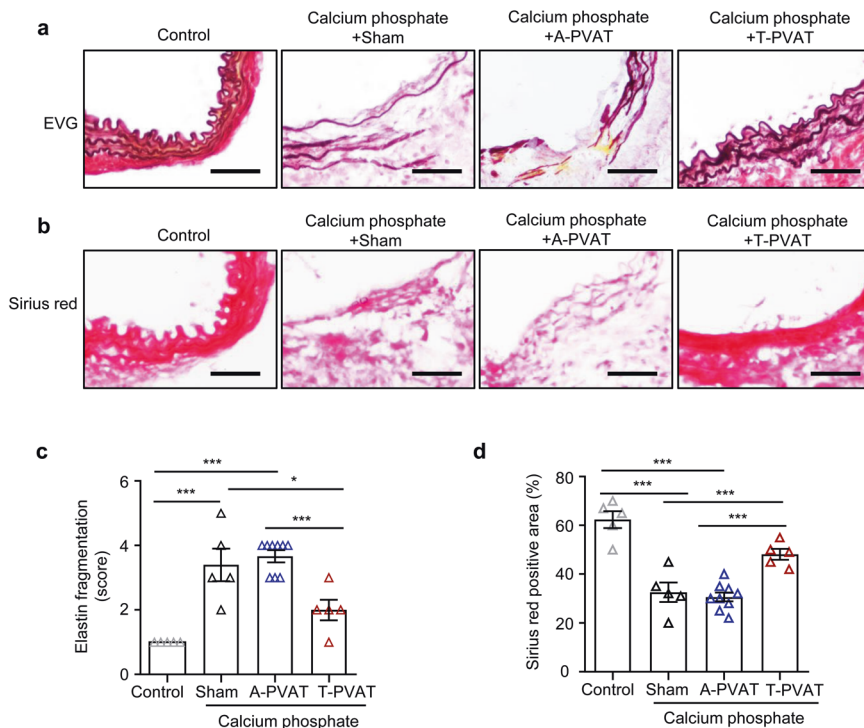 a
Control
Calcium phosphate
+Sham
Calcium phosphate
+A-PVAT
Calcium phosphate
+T-PVAT
EVG
b
Control
Calcium phosphate
+Sham
Calcium phosphate
+A-PVAT
Calcium phosphate
+T-PVAT
Sirius red
c
Elastin fragmentation
(score)
6
4
2
0
***
***
*
***
Control Sham A-PVAT T-PVAT
Calcium phosphate
d
Sirius red positive area (%)
80
60
40
20
0
***
***
***
***
Control Sham A-PVAT T-PVAT
Calcium phosphate